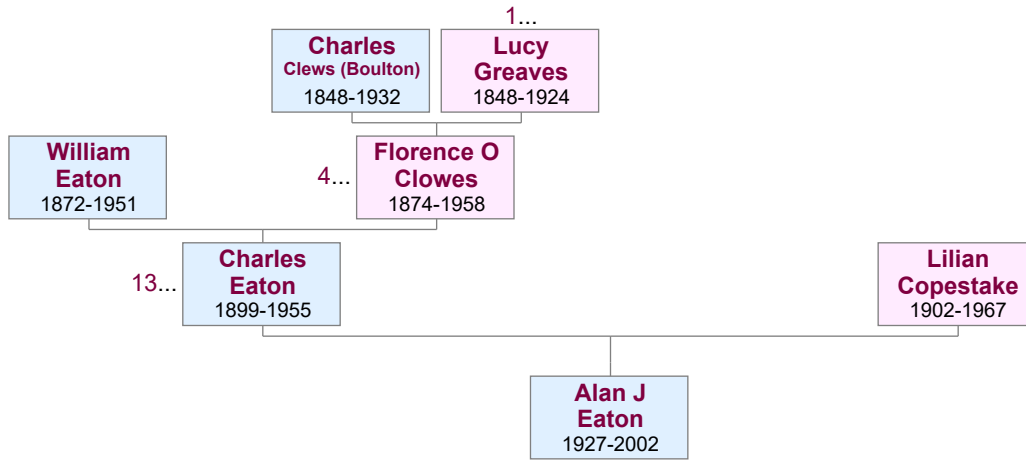 1...
Charles
Clews (Boulton)
1848-1932
Lucy
Greaves
1848-1924
William
Eaton
1872-1951
4...
Florence O
Clowes
1874-1958
13...
Charles
Eaton
1899-1955
Lilian
Copestake
1902-1967
Alan J
Eaton
1927-2002